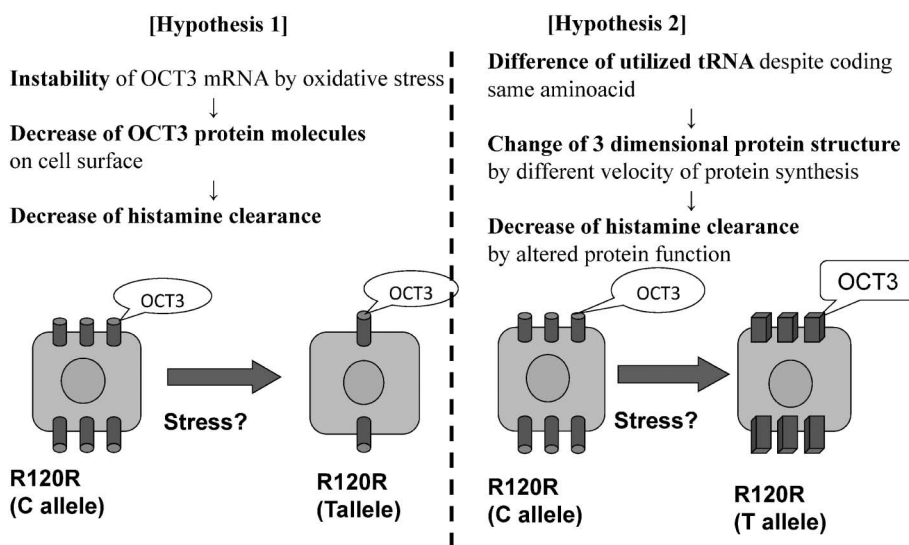 [Hypothesis 1]
Instability of OCT3 mRNA by oxidative stress
↓
Decrease of OCT3 protein molecules
on cell surface
↓
Decrease of histamine clearance
OCT3
OCT3
Stress?
R120R
(C allele)
R120R
(Tallele)
[Hypothesis 2]
Difference of utilized tRNA despite coding
same aminoacid
↓
Change of 3 dimensional protein structure
by different velocity of protein synthesis
↓
Decrease of histamine clearance
by altered protein function
OCT3
OCT3
Stress?
R120R
(C allele)
R120R
(T allele)